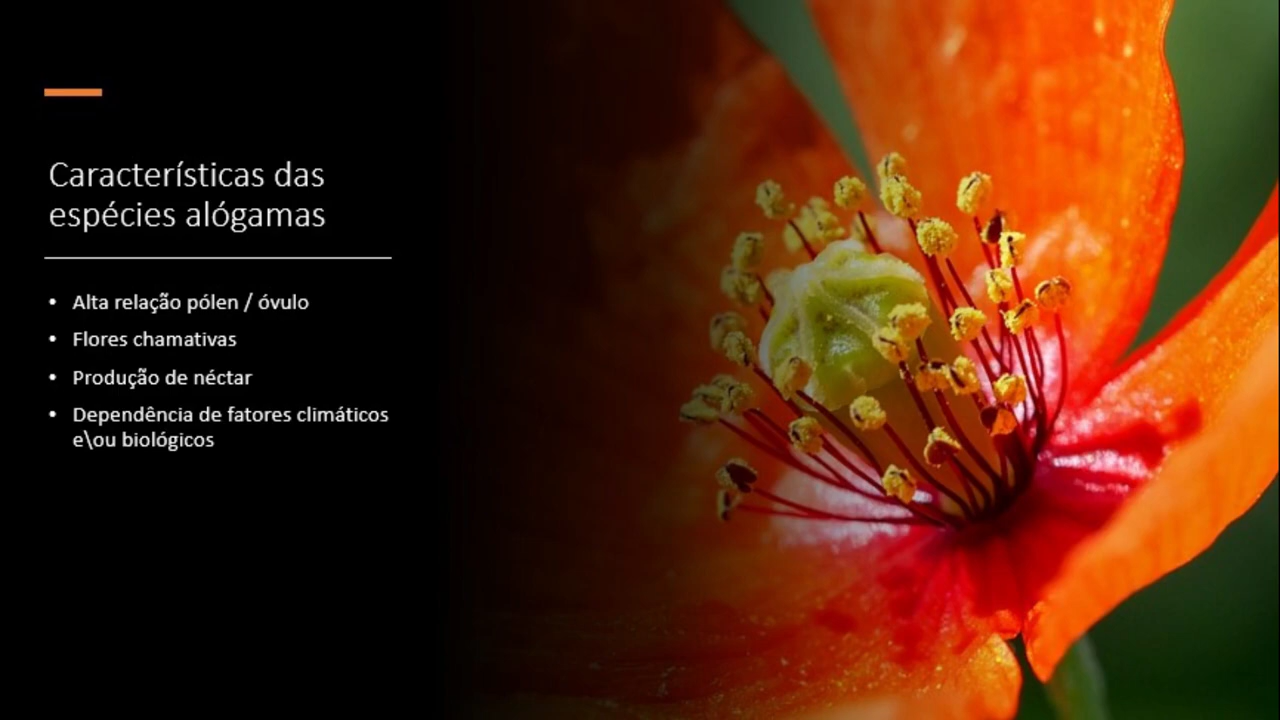 Características das
espécies alógamas
• Alta relação pólen / óvulo
• Flores chamativas
• Produção de néctar
• Dependência de fatores climáticos
e\ou biológicos